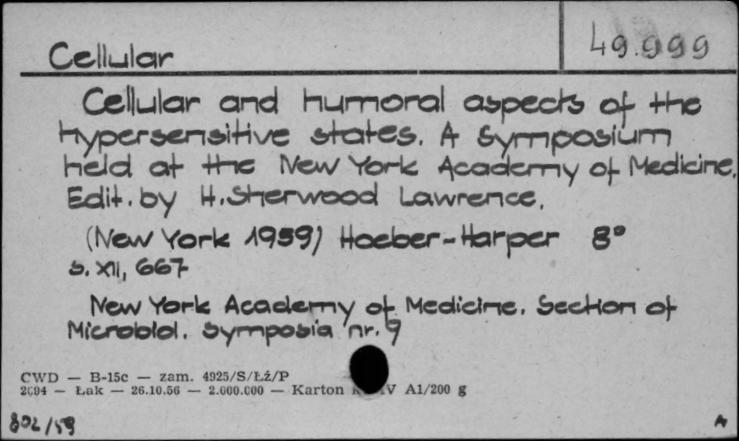 Cellular
49.999
Cellular and humoral aspects of the
hypersensitive states. A Symposium
held at the New York Academy of Medicine.
Edit. by H. Sherwood Lawrence.
(New York 1959) Hoeber-Harper 8°
s. XII, 667
New York Academy of Medicine. Section of
Microbiol. Symposia nr. 9
CWD — B-15c — zam. 4925/S/Łź/P
2694 — Łak — 26.10.56 — 2.000.000 — Karton V A1/200 g
802/59
A